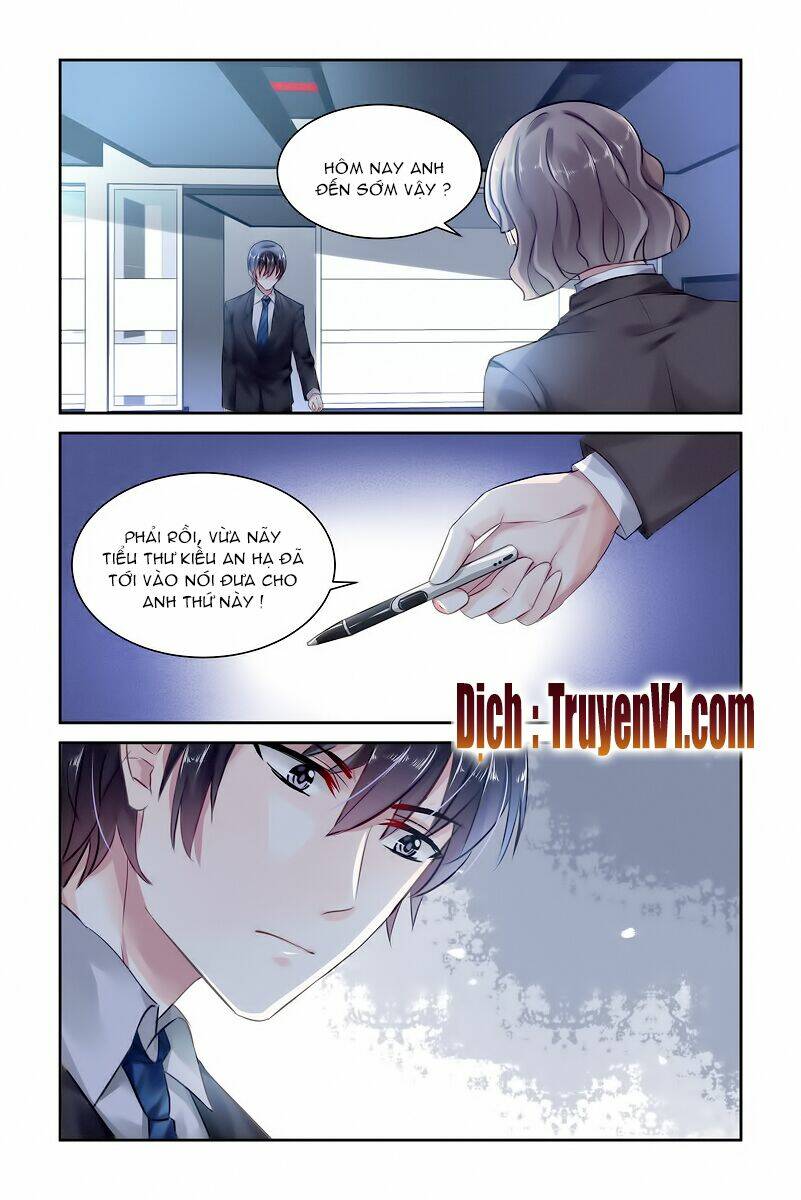 HÔM NAY ANH
ĐẾN SỚM VẬY ?
PHẢI RỒI, VỪA NÃY
TIỂU THƯ KIỀU AN HẠ ĐÃ
TỚI VÀO NÓI ĐƯA CHO
ANH THỨ NÀY !
Dịch : TruyenV1.com